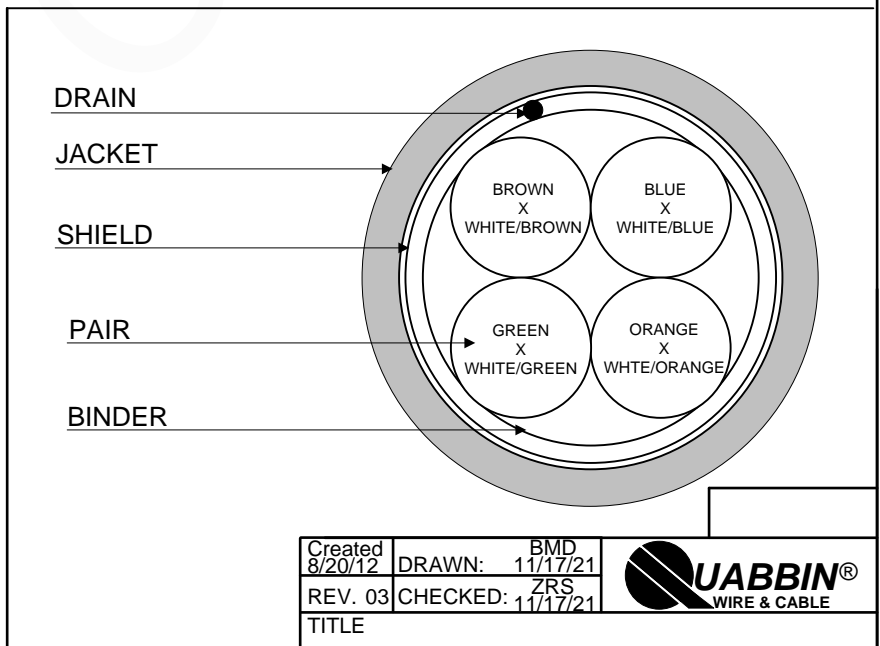 DRAIN
JACKET
SHIELD
PAIR
BINDER
BROWN
X
WHITE/BROWN
BLUE
X
WHITE/BLUE
GREEN
X
WHITE/GREEN
ORANGE
X
WHTE/ORANGE
Created 8/20/12
DRAWN: BMD 11/17/21
REV. 03
CHECKED: ZRS 11/17/21
TITLE
QUABBIN®
WIRE & CABLE